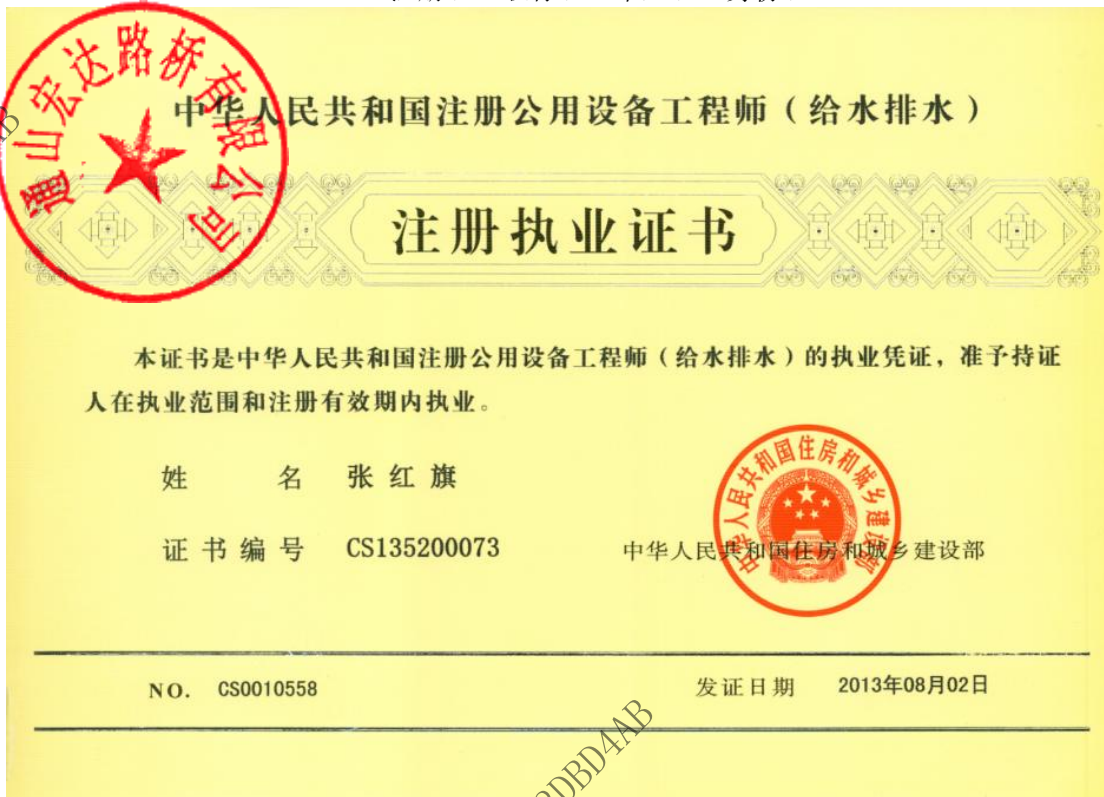 通山宏达路桥有限公司
中华人民共和国注册公用设备工程师（给水排水）
注册执业证书
本证书是中华人民共和国注册公用设备工程师（给水排水）的执业凭证，准予持证
人在执业范围和注册有效期内执业。
姓 名 张红旗
证书编号 CS135200073
中华人民共和国住房和城乡建设部
中华人民共和国住房和城乡建设部
NO. CS0010558
发证日期 2013年08月02日
DBD4AB